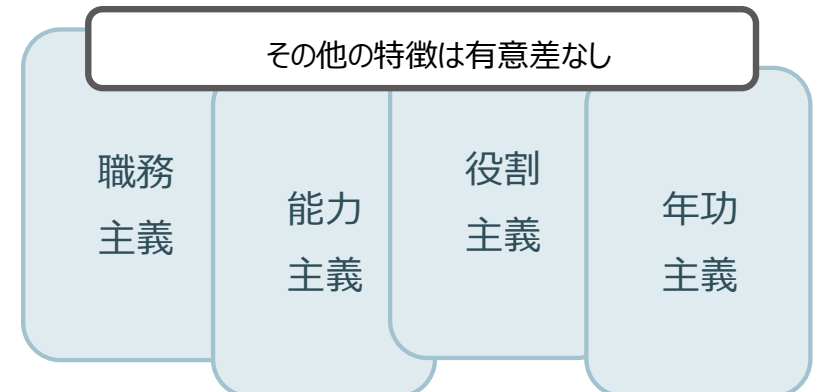 その他の特徴は有意差なし
職務
主義
能力
主義
役割
主義
年功
主義